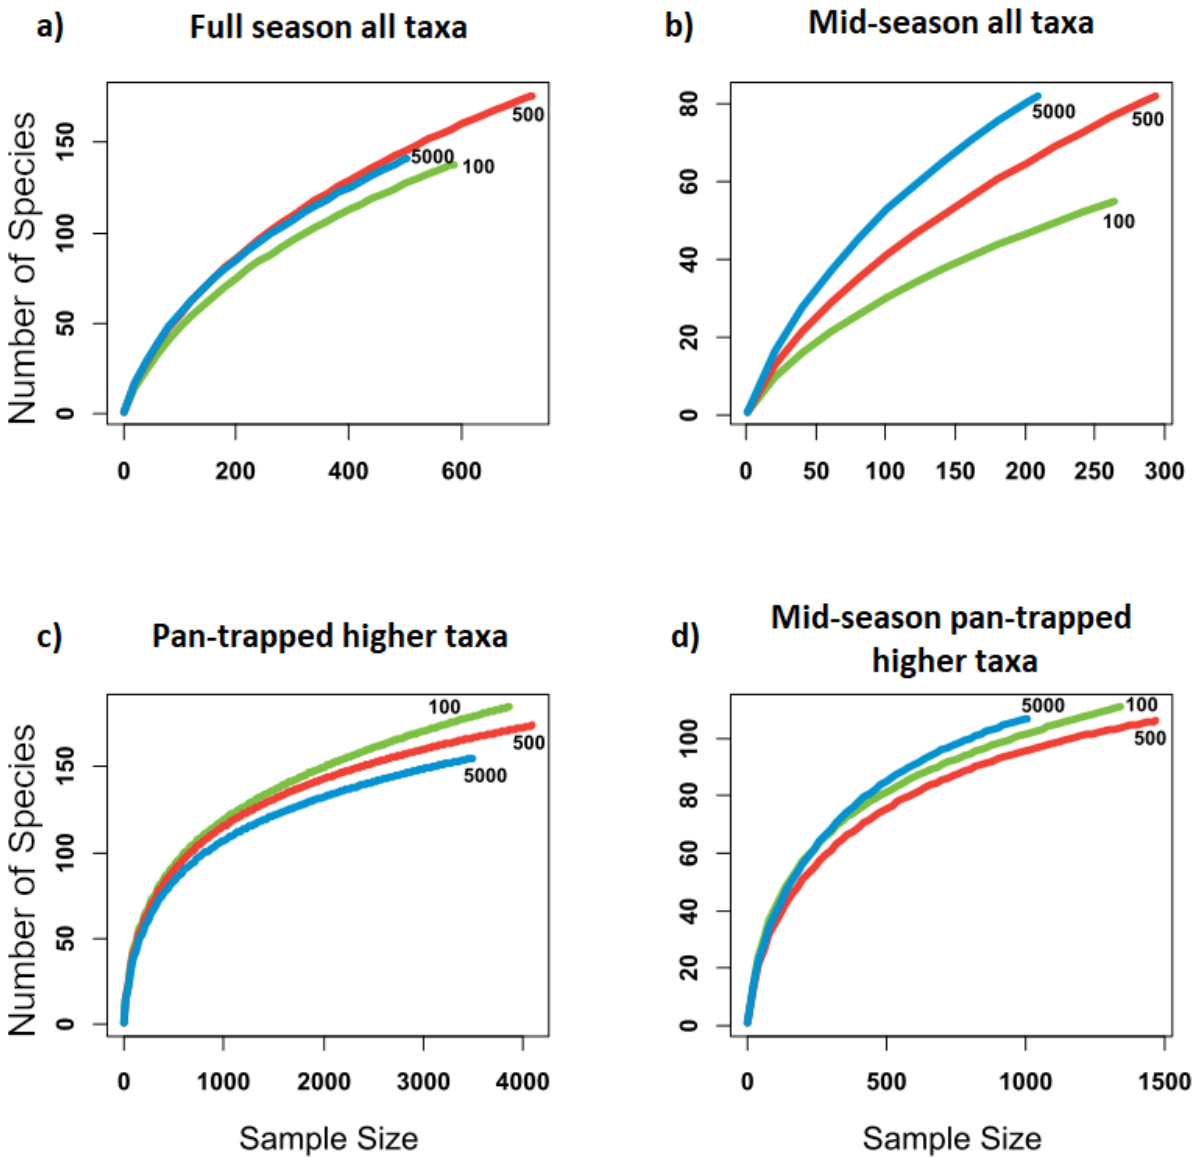 a) Full season all taxa
Number of Species
150
100
50
0
500
5000
100
0 200 400 600
b) Mid-season all taxa
80
60
40
20
0
5000
500
100
0 50 100 150 200 250 300
c) Pan-trapped higher taxa
Number of Species
150
100
50
0
100
500
5000
0 1000 2000 3000 4000
Sample Size
d) Mid-season pan-trapped
higher taxa
100
80
60
40
20
0
5000
100
500
0 500 1000 1500
Sample Size